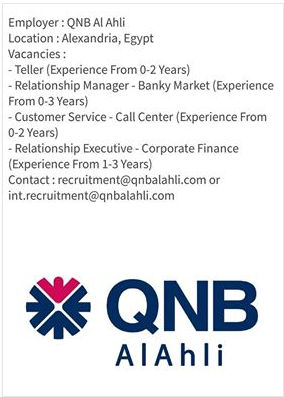 Employer : QNB Al Ahli
Location : Alexandria, Egypt
Vacancies :
- Teller (Experience From 0-2 Years)
- Relationship Manager - Banky Market (Experience
From 0-3 Years)
- Customer Service - Call Center (Experience From
0-2 Years)
- Relationship Executive - Corporate Finance
(Experience From 1-3 Years)
Contact : recruitment@qnbalahli.com or
int.recruitment@qnbalahli.com
QNB
AlAhli